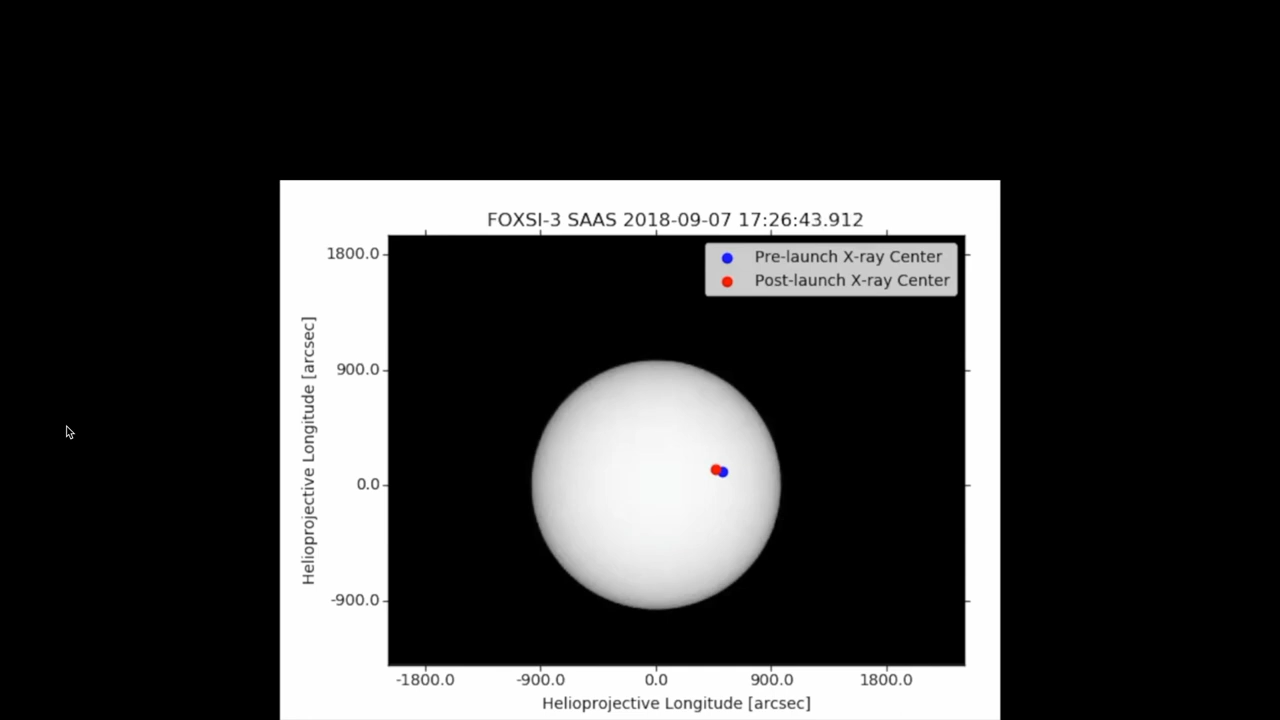 FOXSI-3 SAAS 2018-09-07 17:26:43.912
Pre-launch X-ray Center
Post-launch X-ray Center
1800.0
900.0
0.0
-900.0
Helioprojective Longitude [arcsec]
-1800.0 -900.0 0.0 900.0 1800.0
Helioprojective Longitude [arcsec]